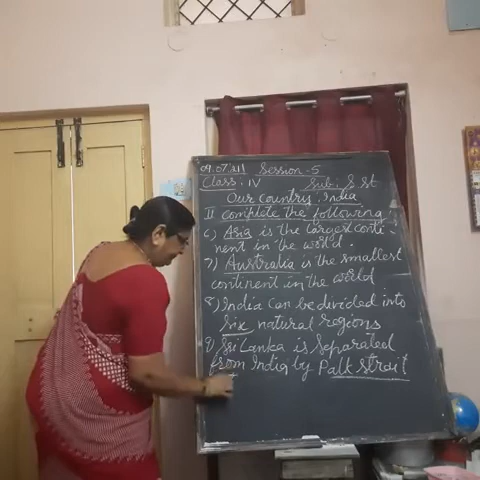 09.07.21 Session-5
Class: IV Sub: S.St
Our Country India
II complete the following
6) Asia is the largest conti-
nent in the world.
7) Australia is the smallest
continent in the world
8) India can be divided into
Six natural regions
9) Sri Lanka is Separated
from India by Palk Strait